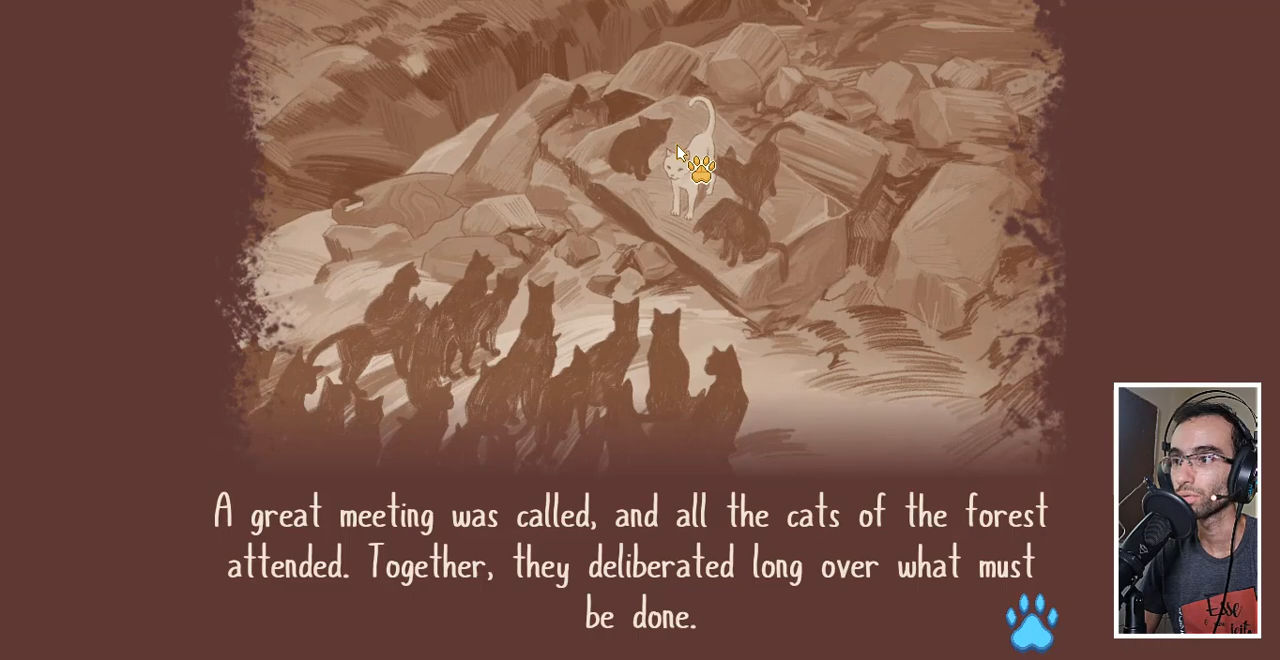 A great meeting was called, and all the cats of the forest
attended. Together, they deliberated long over what must
be done.
Esse